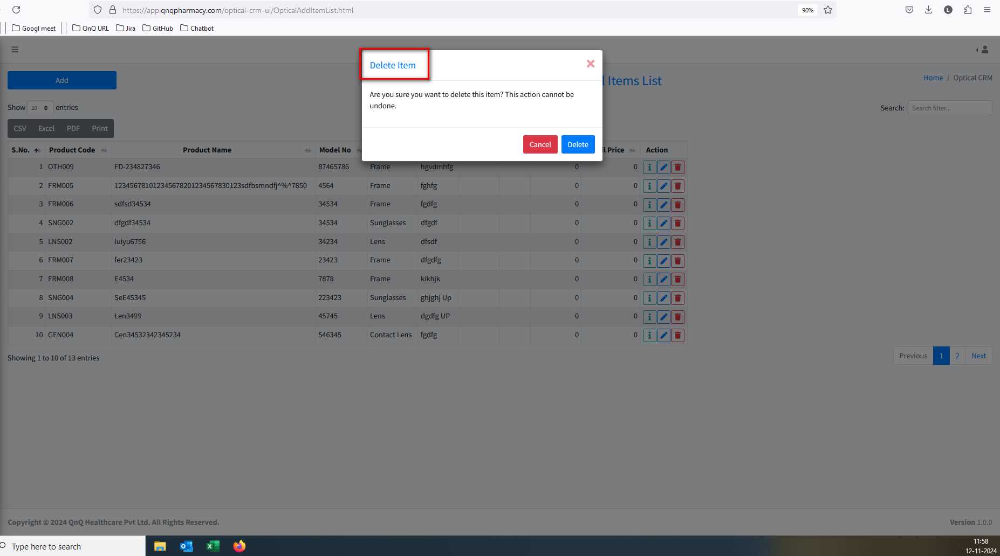 https://app.qnqpharmacy.com/optical-crm-ui/OpticalAddItemList.html 90% L
Googl meet QnQ URL Jira GitHub Chatbot
Delete Item
Add Items List Home / Optical CRM
Are you sure you want to delete this item? This action cannot be
undone.
Show 10 entries Search: Search filter...
CSV Excel PDF Print
Cancel Delete
S.No. Product Code Product Name Model No Price Action
1 OTH009 FD-234827346 87465786 Frame hgvdmhfg 0 0
2 FRM005 12345678101234567820123456783​0123sdfbsmndfj^%^7850 4564 Frame fghfg 0 0
3 FRM006 sdfsd34534 34534 Frame fgdfg 0 0
4 SNG002 dfgdf34534 34534 Sunglasses dfgdf 0 0
5 LNS002 luiyu6756 34234 Lens dfsdf 0 0
6 FRM007 fer23423 23423 Frame dfgdfg 0 0
7 FRM008 E4534 7878 Frame kikhjk 0 0
8 SNG004 SeE45345 223423 Sunglasses ghjghj Up 0 0
9 LNS003 Len3499 45745 Lens dgdfg UP 0 0
10 GEN004 Cen34532342345234 546345 Contact Lens fgdfg 0 0
Showing 1 to 10 of 13 entries Previous 1 2 Next
Copyright © 2024 QnQ Healthcare Pvt Ltd. All Rights Reserved. Version 1.0.0
Type here to search
11:58
12-11-2024